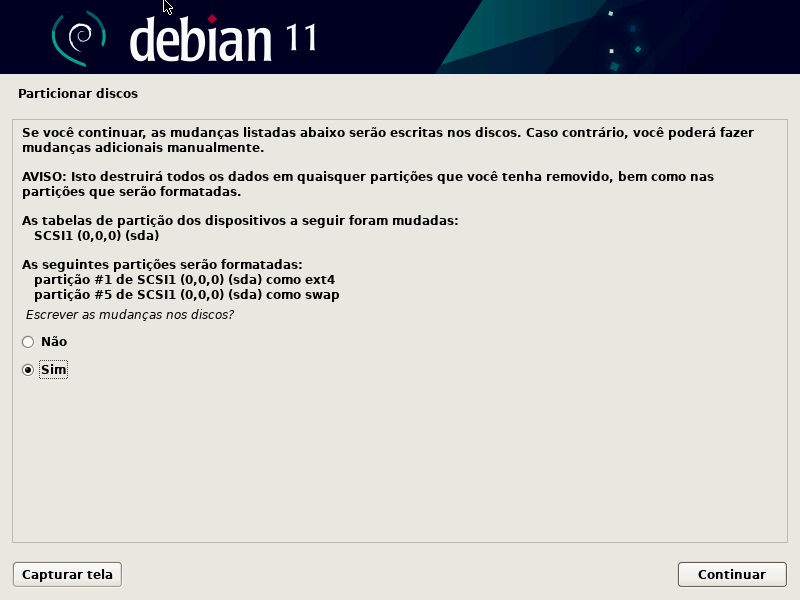 debian 11
Particionar discos
Se você continuar, as mudanças listadas abaixo serão escritas nos discos. Caso contrário, você poderá fazer
mudanças adicionais manualmente.
AVISO: Isto destruirá todos os dados em quaisquer partições que você tenha removido, bem como nas
partições que serão formatadas.
As tabelas de partição dos dispositivos a seguir foram mudadas:
SCSI1 (0,0,0) (sda)
As seguintes partições serão formatadas:
partição #1 de SCSI1 (0,0,0) (sda) como ext4
partição #5 de SCSI1 (0,0,0) (sda) como swap
Escrever as mudanças nos discos?
Não
Sim
Capturar tela
Continuar